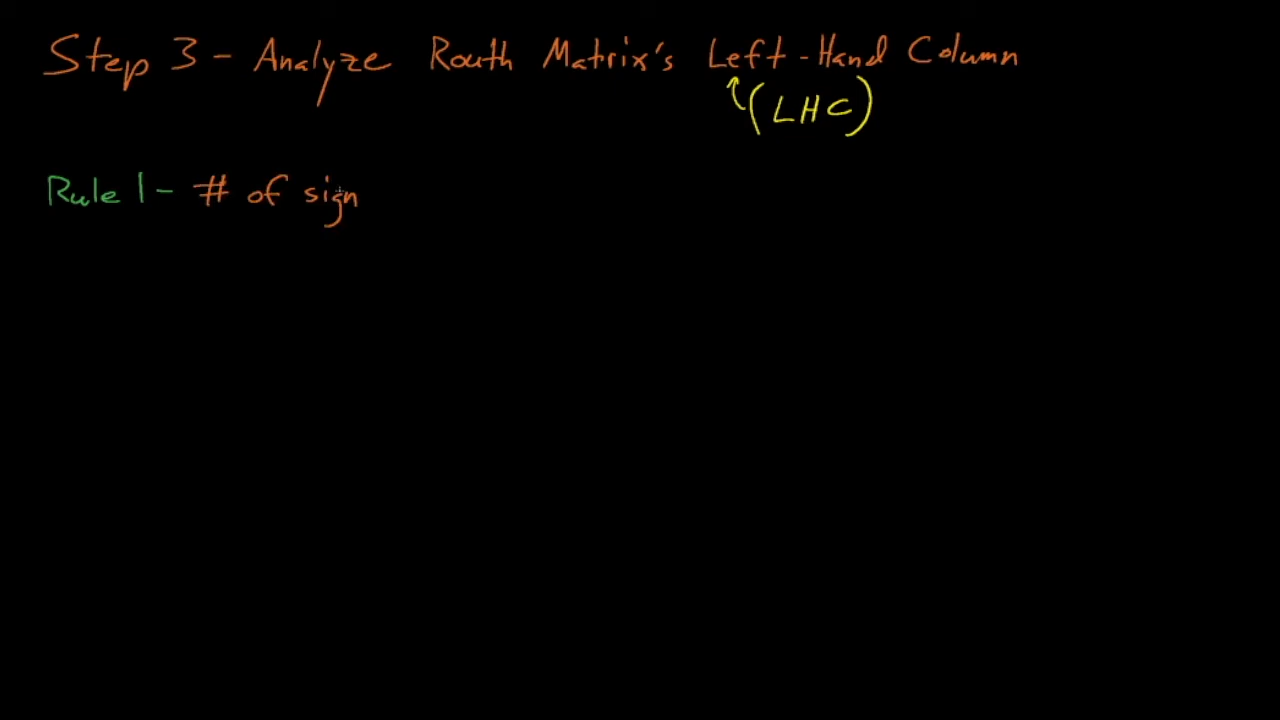 Step 3 - Analyze Routh Matrix's Left-Hand Column
(LHC)
Rule 1 - # of sign